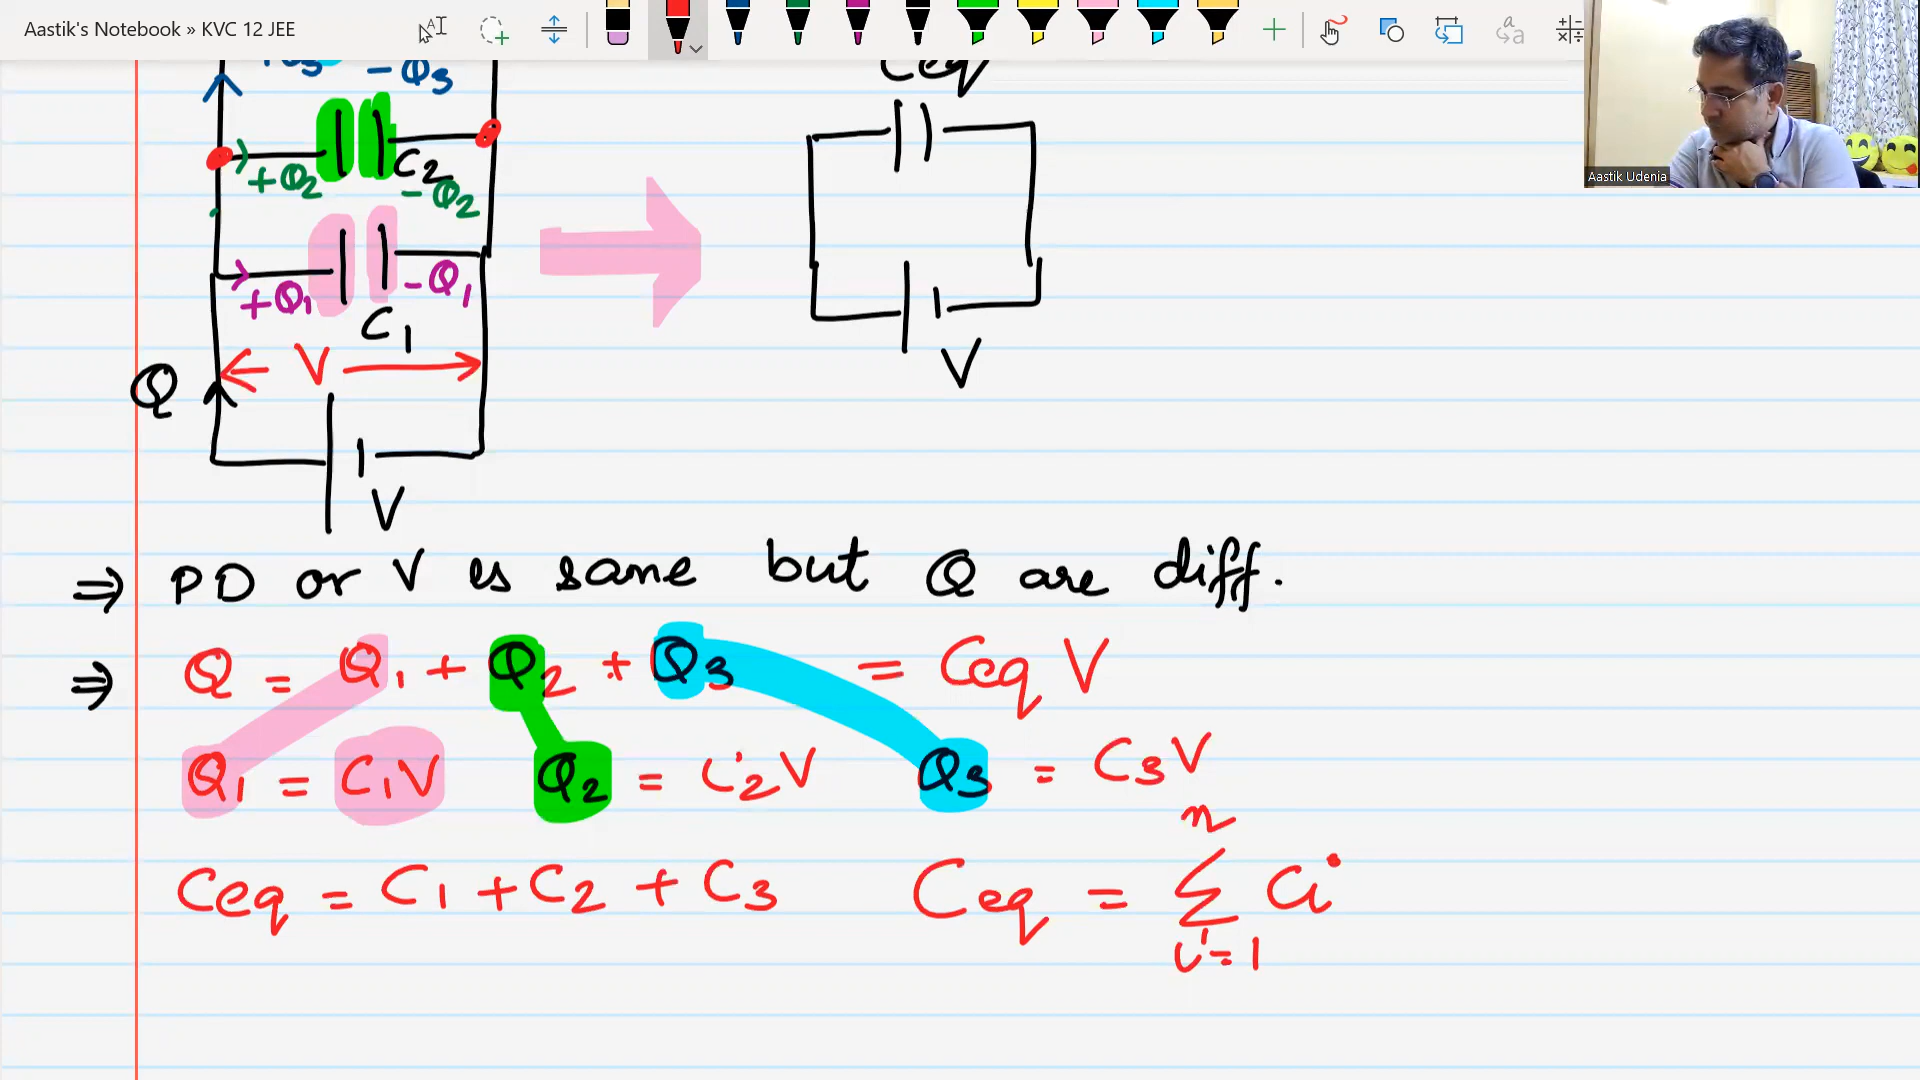 Aastik's Notebook » KVC 12 JEE
Aastik Udenia
+Q3 -Q3
Ceq
+Q2 C2 -Q2
+Q1 -Q1
C1
V
Q
V
V
⇒ PD or V is same but Q are diff.
⇒ Q = Q1 + Q2 + Q3 = Ceq V
Q1 = C1V Q2 = C2V Q3 = C3V
Ceq = C1 + C2 + C3 Ceq = n Σ i=1 Ci